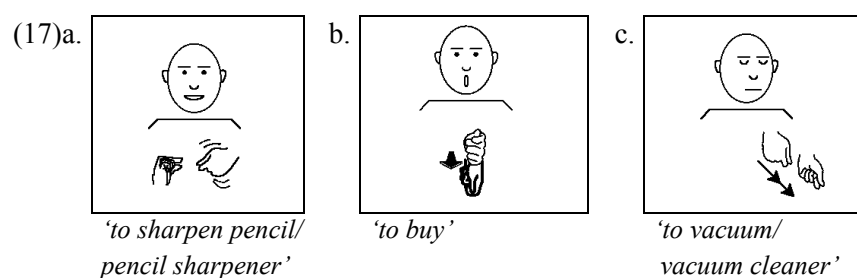 (17)a. b. c.
‘to sharpen pencil/ ‘to buy’ ‘to vacuum/
pencil sharpener’ vacuum cleaner’